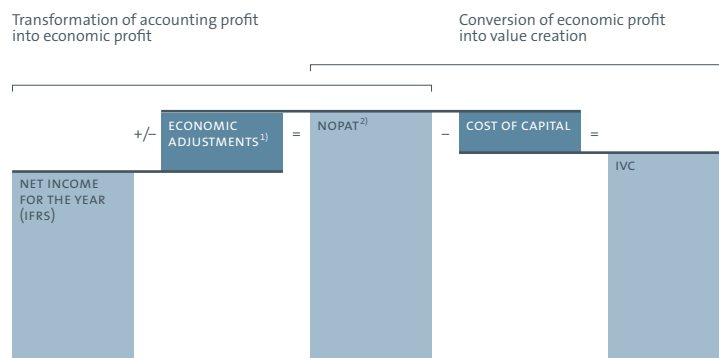 Transformation of accounting profit
into economic profit
Conversion of economic profit
into value creation
+/–
ECONOMIC
ADJUSTMENTS1)
=
NOPAT2)
–
COST OF CAPITAL
=
NET INCOME
FOR THE YEAR
(IFRS)
IVC